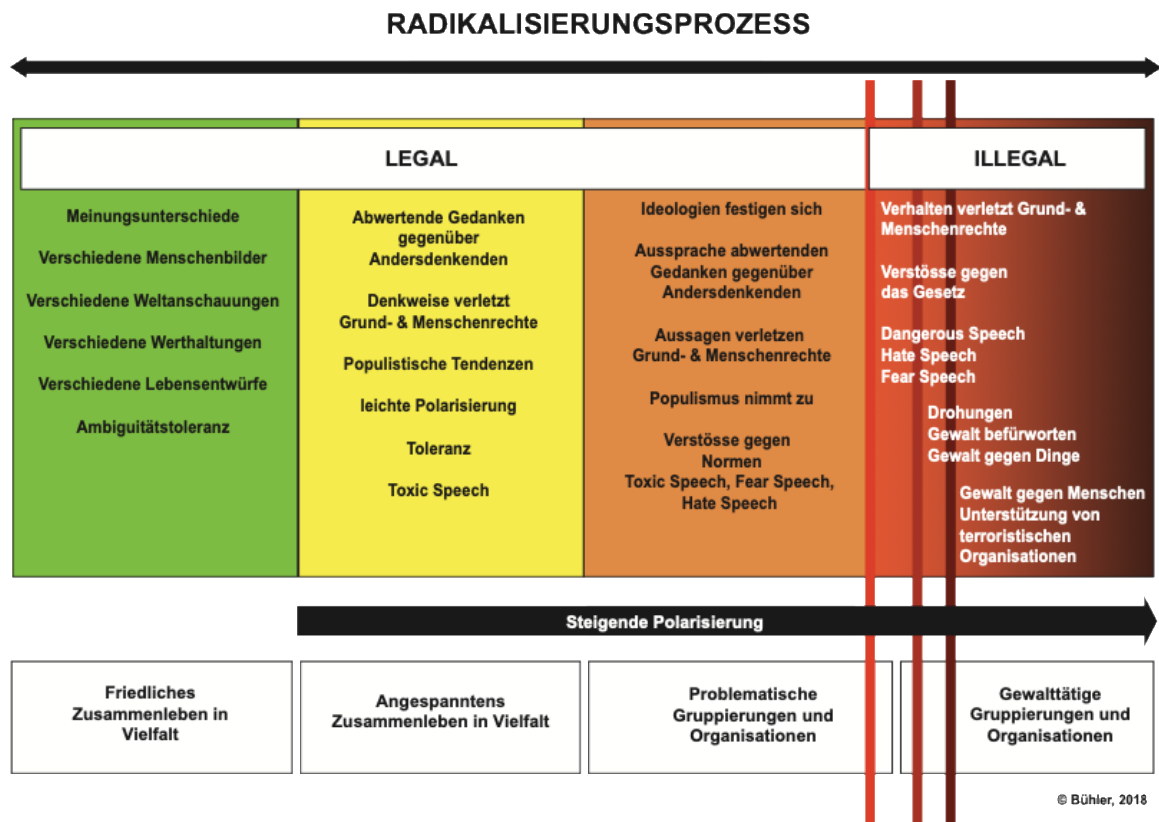 RADIKALISIERUNGSPROZESS
LEGAL
ILLEGAL
Meinungsunterschiede
Verschiedene Menschenbilder
Verschiedene Weltanschauungen
Verschiedene Werthaltungen
Verschiedene Lebensentwürfe
Ambiguitätstoleranz
Abwertende Gedanken
gegenüber
Andersdenkenden
Denkweise verletzt
Grund- & Menschenrechte
Populistische Tendenzen
leichte Polarisierung
Toleranz
Toxic Speech
Ideologien festigen sich
Aussprache abwertenden
Gedanken gegenüber
Andersdenkenden
Aussagen verletzen
Grund- & Menschenrechte
Populismus nimmt zu
Verstösse gegen
Normen
Toxic Speech, Fear Speech,
Hate Speech
Verhalten verletzt Grund- &
Menschenrechte
Verstösse gegen
das Gesetz
Dangerous Speech
Hate Speech
Fear Speech
Drohungen
Gewalt befürworten
Gewalt gegen Dinge
Gewalt gegen Menschen
Unterstützung von
terroristischen
Organisationen
Steigende Polarisierung
Friedliches
Zusammenleben in
Vielfalt
Angespanntens
Zusammenleben in Vielfalt
Problematische
Gruppierungen und
Organisationen
Gewalttätige
Gruppierungen und
Organisationen
© Bühler, 2018